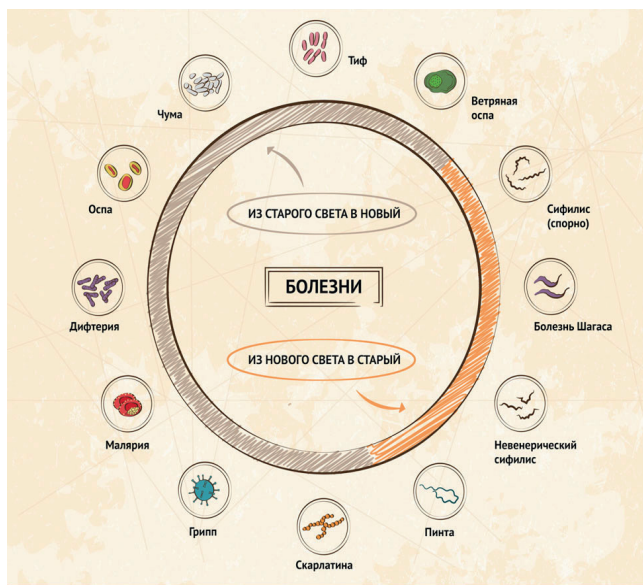 Тиф
Чума
Ветряная
оспа
Оспа
ИЗ СТАРОГО СВЕТА В НОВЫЙ
Сифилис
(спорно)
БОЛЕЗНИ
Дифтерия
Болезнь Шагаса
ИЗ НОВОГО СВЕТА В СТАРЫЙ
Малярия
Невенерический
сифилис
Грипп
Пинта
Скарлатина